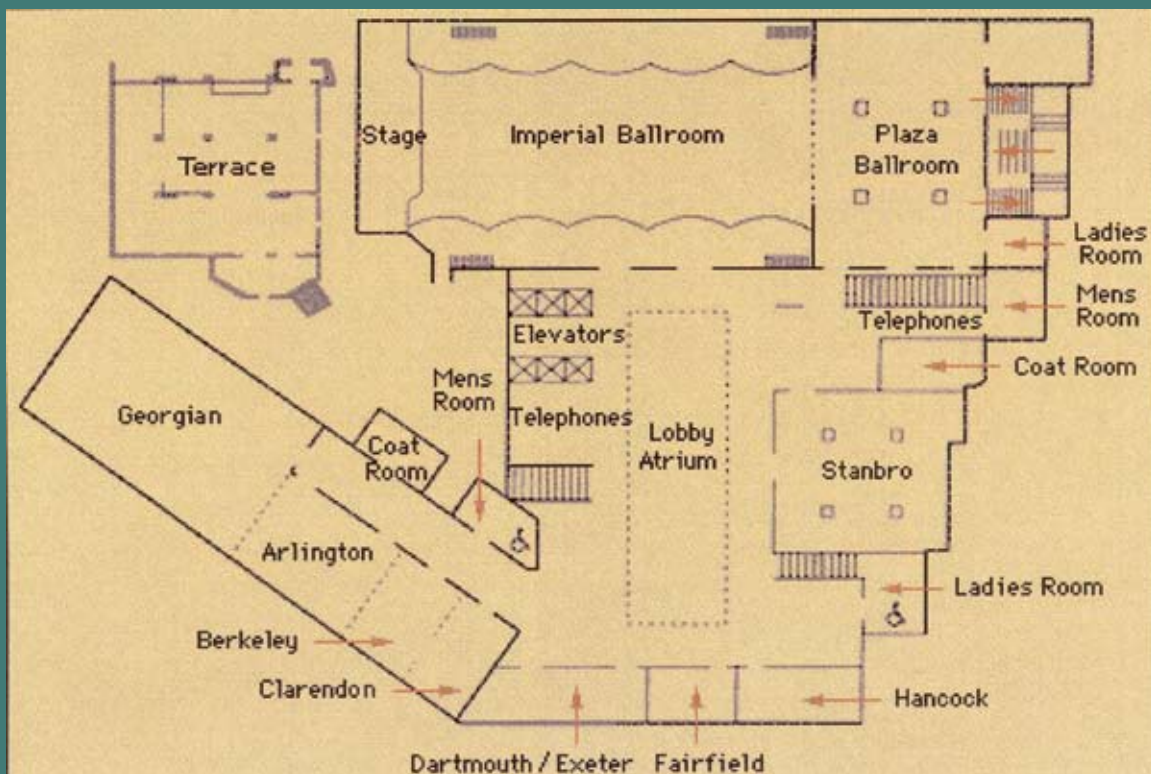 Terrace
Stage
Imperial Ballroom
Plaza
Ballroom
Ladies
Room
Mens
Room
Telephones
Elevators
Coat Room
Mens
Room
Telephones
Georgian
Coat
Room
Lobby
Atrium
Stanbro
Arlington
Ladies Room
Berkeley
Clarendon
Hancock
Dartmouth / Exeter
Fairfield